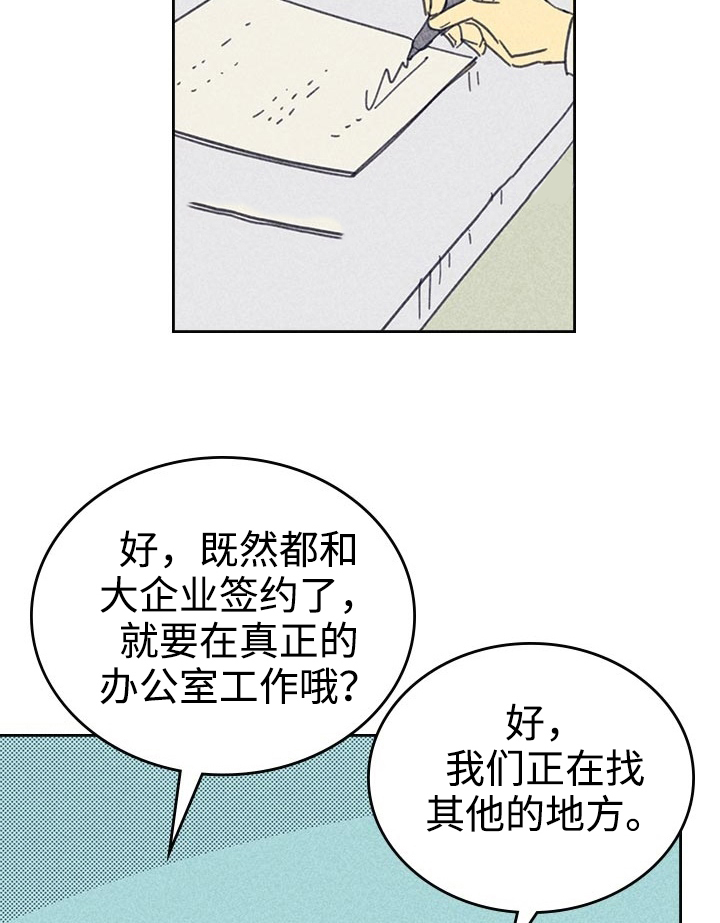 好，既然都和
大企业签约了，
就要在真正的
办公室工作哦？
好，
我们正在找
其他的地方。